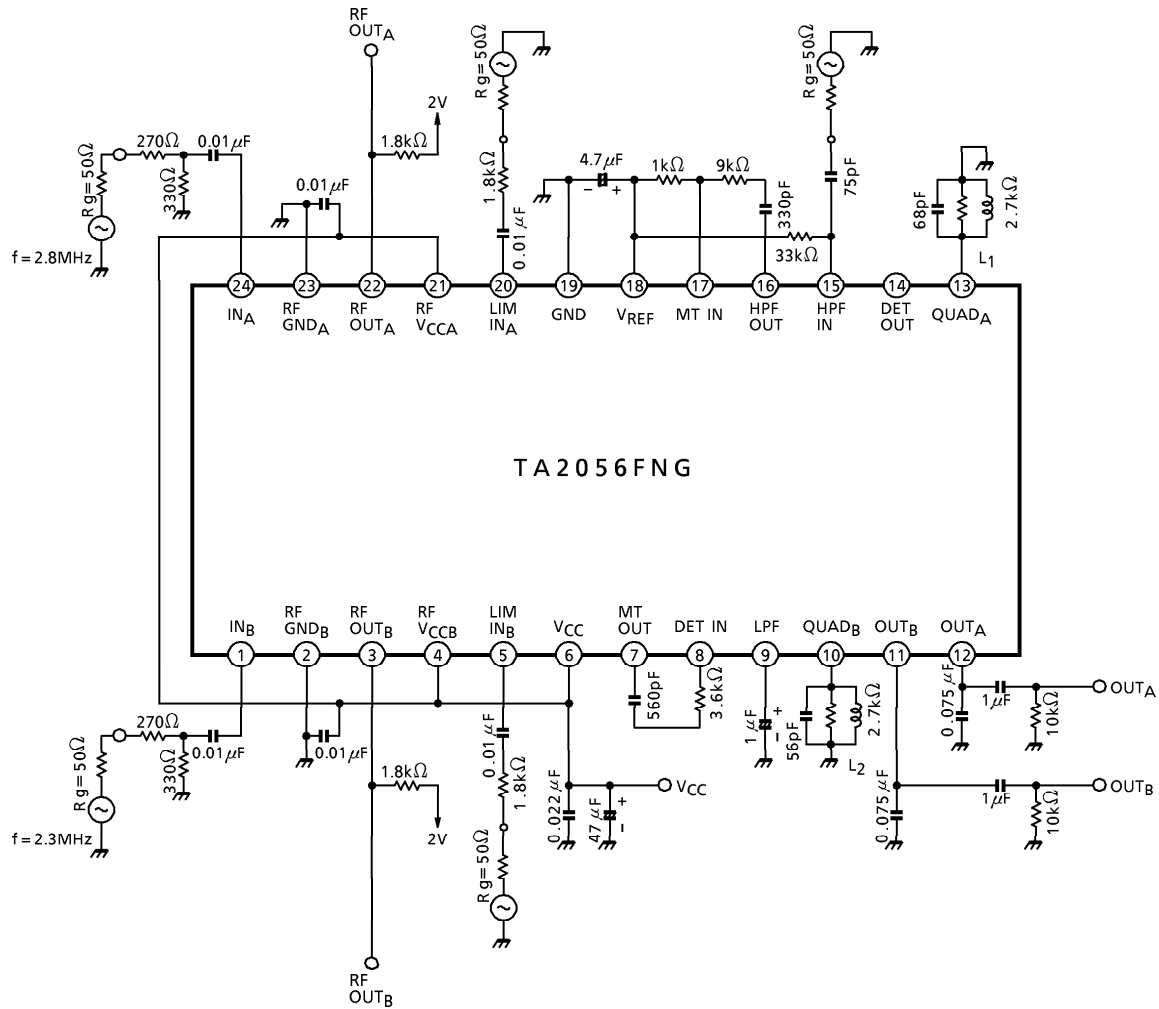 RF
OUTA
Rg=50Ω
Rg=50Ω
2V
270Ω
0.01μF
1.8kΩ
4.7μF
1kΩ
9kΩ
Rg=50Ω
330Ω
0.01μF
1.8kΩ
− +
330pF
75pF
68pF
2.7kΩ
f=2.8MHz
0.01μF
33kΩ
L1
24 23 22 21 20 19 18 17 16 15 14 13
INA
RF
GNDA
RF
OUTA
RF
VCCA
LIM
INA
GND
VREF
MT IN
HPF
OUT
HPF
IN
DET
OUT
QUADA
TA2056FNG
INB
RF
GNDB
RF
OUTB
RF
VCCB
LIM
INB
VCC
MT
OUT
DET IN
LPF
QUADB
OUTB
OUTA
1 2 3 4 5 6 7 8 9 10 11 12
560pF
3.6kΩ
1μF
+
−
56pF
2.7kΩ
L2
0.075μF
1μF
10kΩ
OUTA
270Ω
0.01μF
0.01μF
Rg=50Ω
330Ω
0.01μF
1.8kΩ
1.8kΩ
2V
VCC
0.022μF
47μF
+
−
0.075μF
1μF
10kΩ
OUTB
f=2.3MHz
Rg=50Ω
RF
OUTB